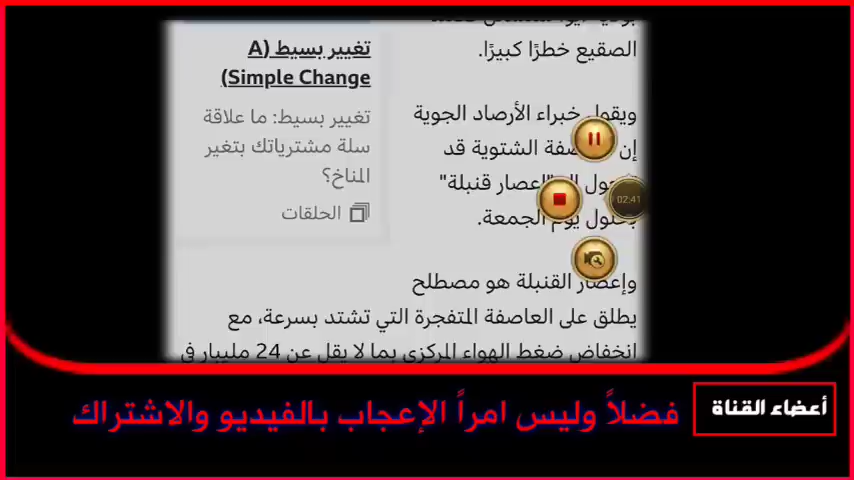 الصقيع خطرًا كبيرًا.
ويقول خبراء الأرصاد الجوية
إن الشتوية قد
قنبلة"
يوم الجمعة.
وإعصار القنبلة هو مصطلح
يطلق على العاصفة المتفجرة التي تشتد بسرعة، مع
انخفاض ضغط الهواء المركزي بما لا يقل عن 24 مليبار في
تغيير بسيط (A
Simple Change)
تغيير بسيط: ما علاقة
سلة مشترياتك بتغير
المناخ؟
الحلقات
02:41
أعضاء القناة
فضلاً وليس امراً الإعجاب بالفيديو والاشتراك